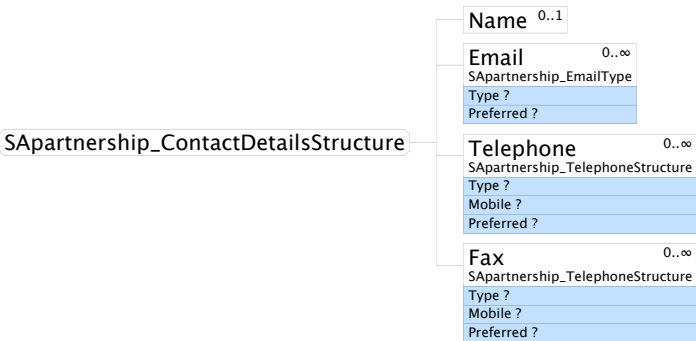 SApartnership_ContactDetailsStructure
Name 0..1
Email 0..∞
SApartnership_EmailType
Type ?
Preferred ?
Telephone 0..∞
SApartnership_TelephoneStructure
Type ?
Mobile ?
Preferred ?
Fax 0..∞
SApartnership_TelephoneStructure
Type ?
Mobile ?
Preferred ?